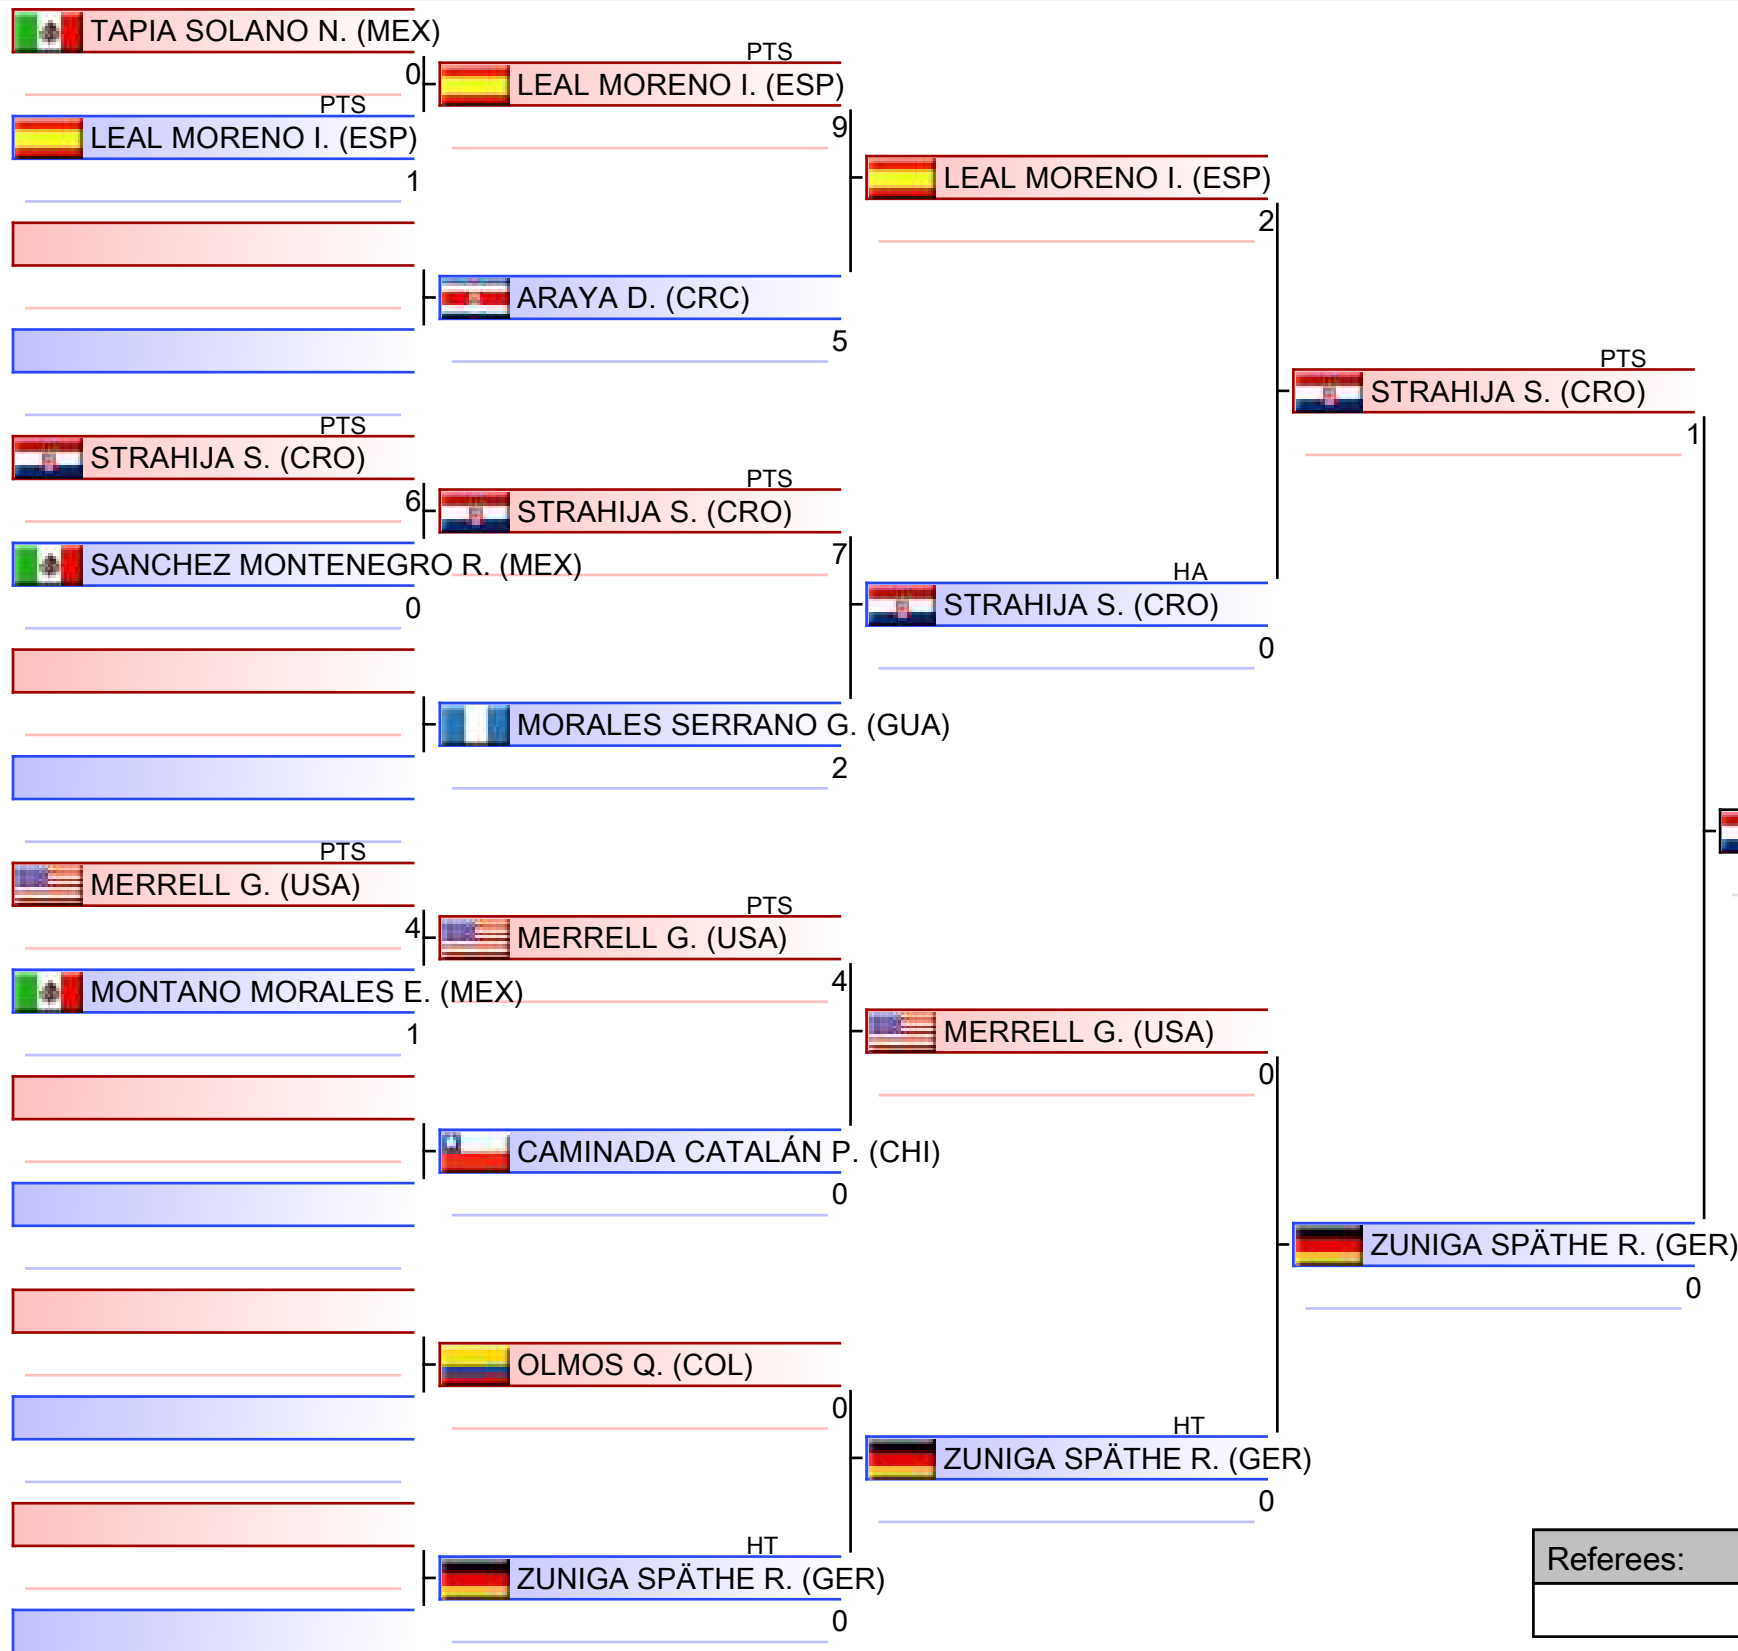 TAPIA SOLANO N. (MEX)
0
PTS
LEAL MORENO I. (ESP)
1
PTS
STRAHIJA S. (CRO)
6
SANCHEZ MONTENEGRO R. (MEX)
0
PTS
MERRELL G. (USA)
4
MONTANO MORALES E. (MEX)
1
PTS
LEAL MORENO I. (ESP)
9
ARAYA D. (CRC)
5
PTS
STRAHIJA S. (CRO)
7
MORALES SERRANO G. (GUA)
2
PTS
MERRELL G. (USA)
4
CAMINADA CATALÁN P. (CHI)
0
OLMOS Q. (COL)
0
HT
ZUNIGA SPÄTHE R. (GER)
0
LEAL MORENO I. (ESP)
2
HA
STRAHIJA S. (CRO)
0
MERRELL G. (USA)
0
HT
ZUNIGA SPÄTHE R. (GER)
0
PTS
STRAHIJA S. (CRO)
1
ZUNIGA SPÄTHE R. (GER)
0
Referees: